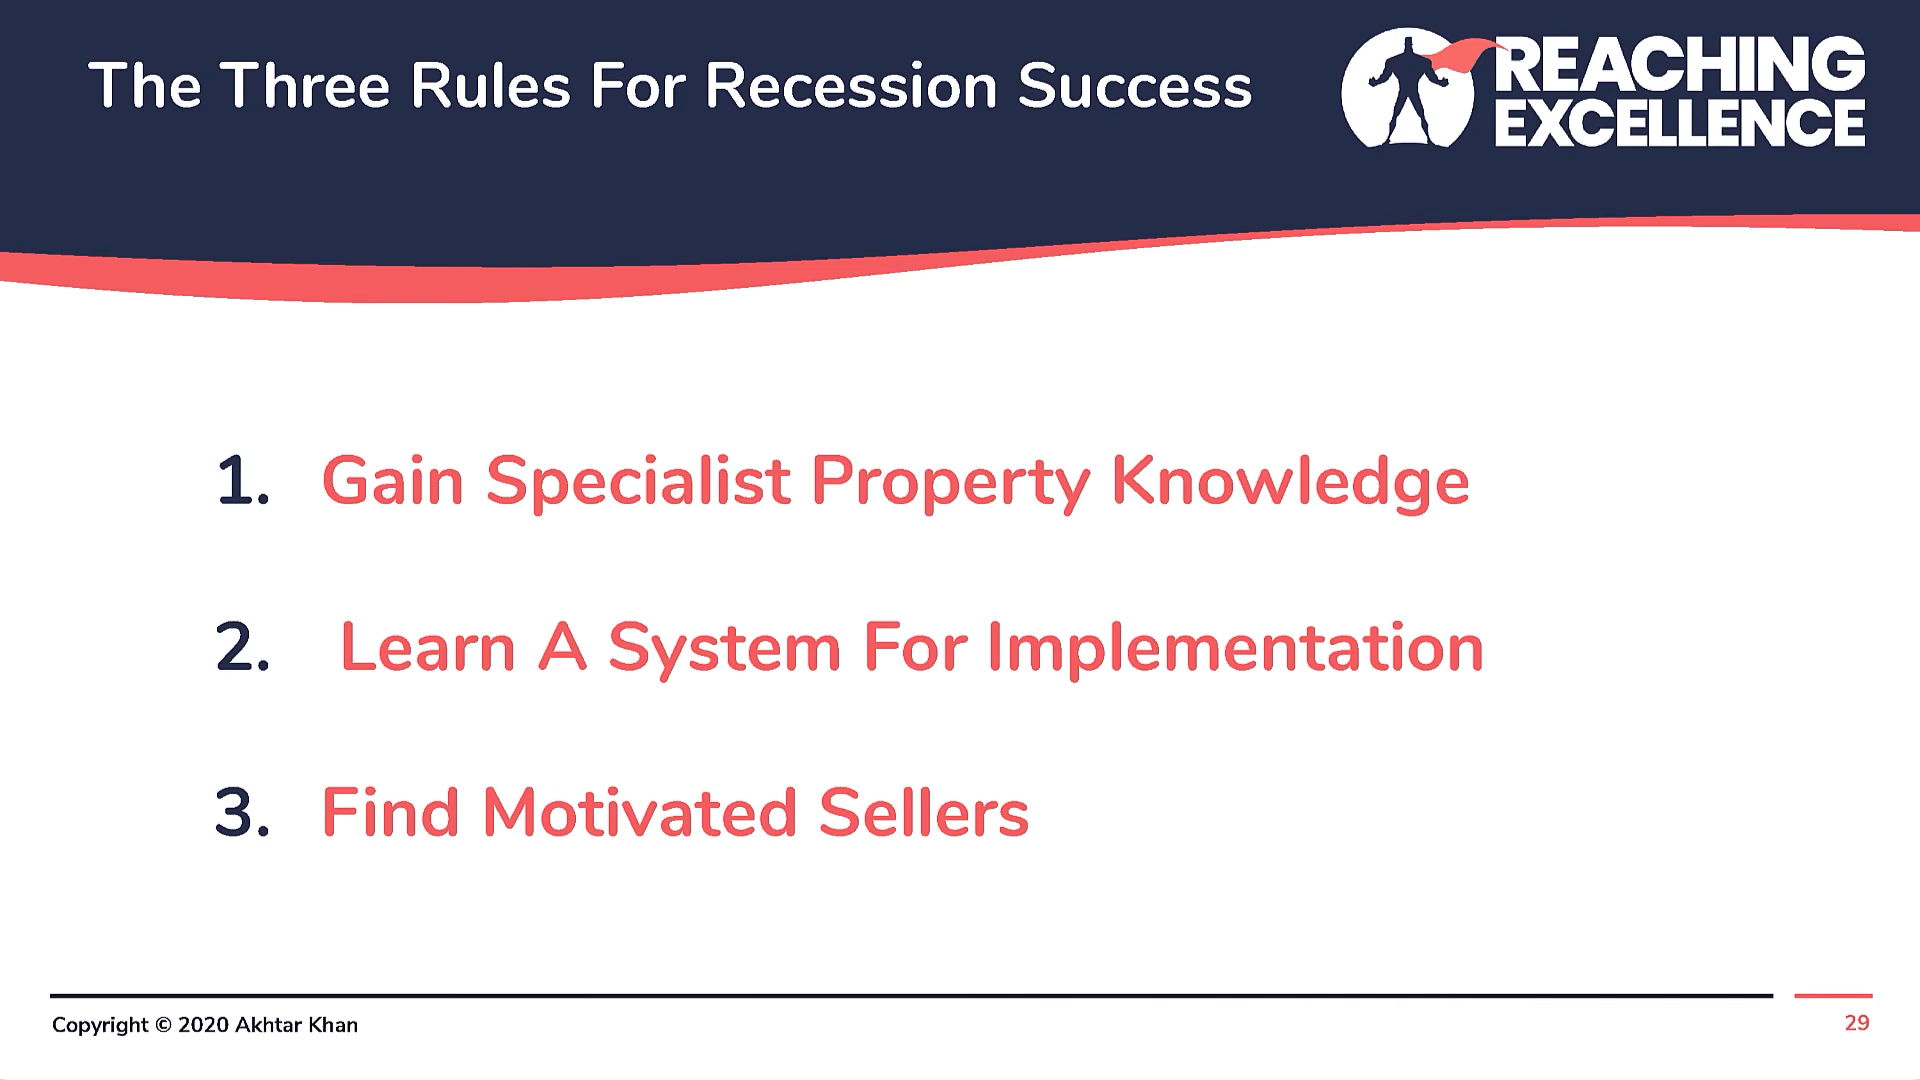 The Three Rules For Recession Success
REACHING
EXCELLENCE
1. Gain Specialist Property Knowledge
2. Learn A System For Implementation
3. Find Motivated Sellers
Copyright © 2020 Akhtar Khan
29